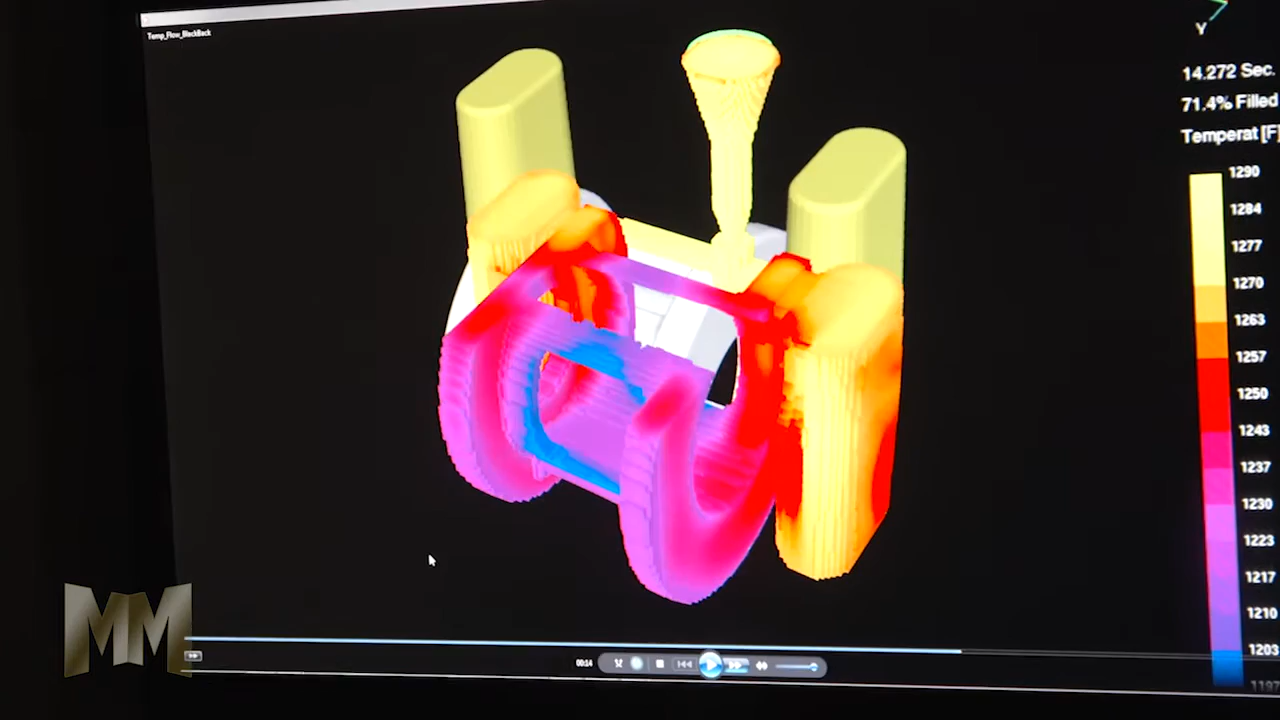 Temp_Flow_BlackBack
Y
14.272 Sec.
71.4% Filled
Temperat [F]
1290
1284
1277
1270
1263
1257
1250
1243
1237
1230
1223
1217
1210
1203
1197
00:14
MM